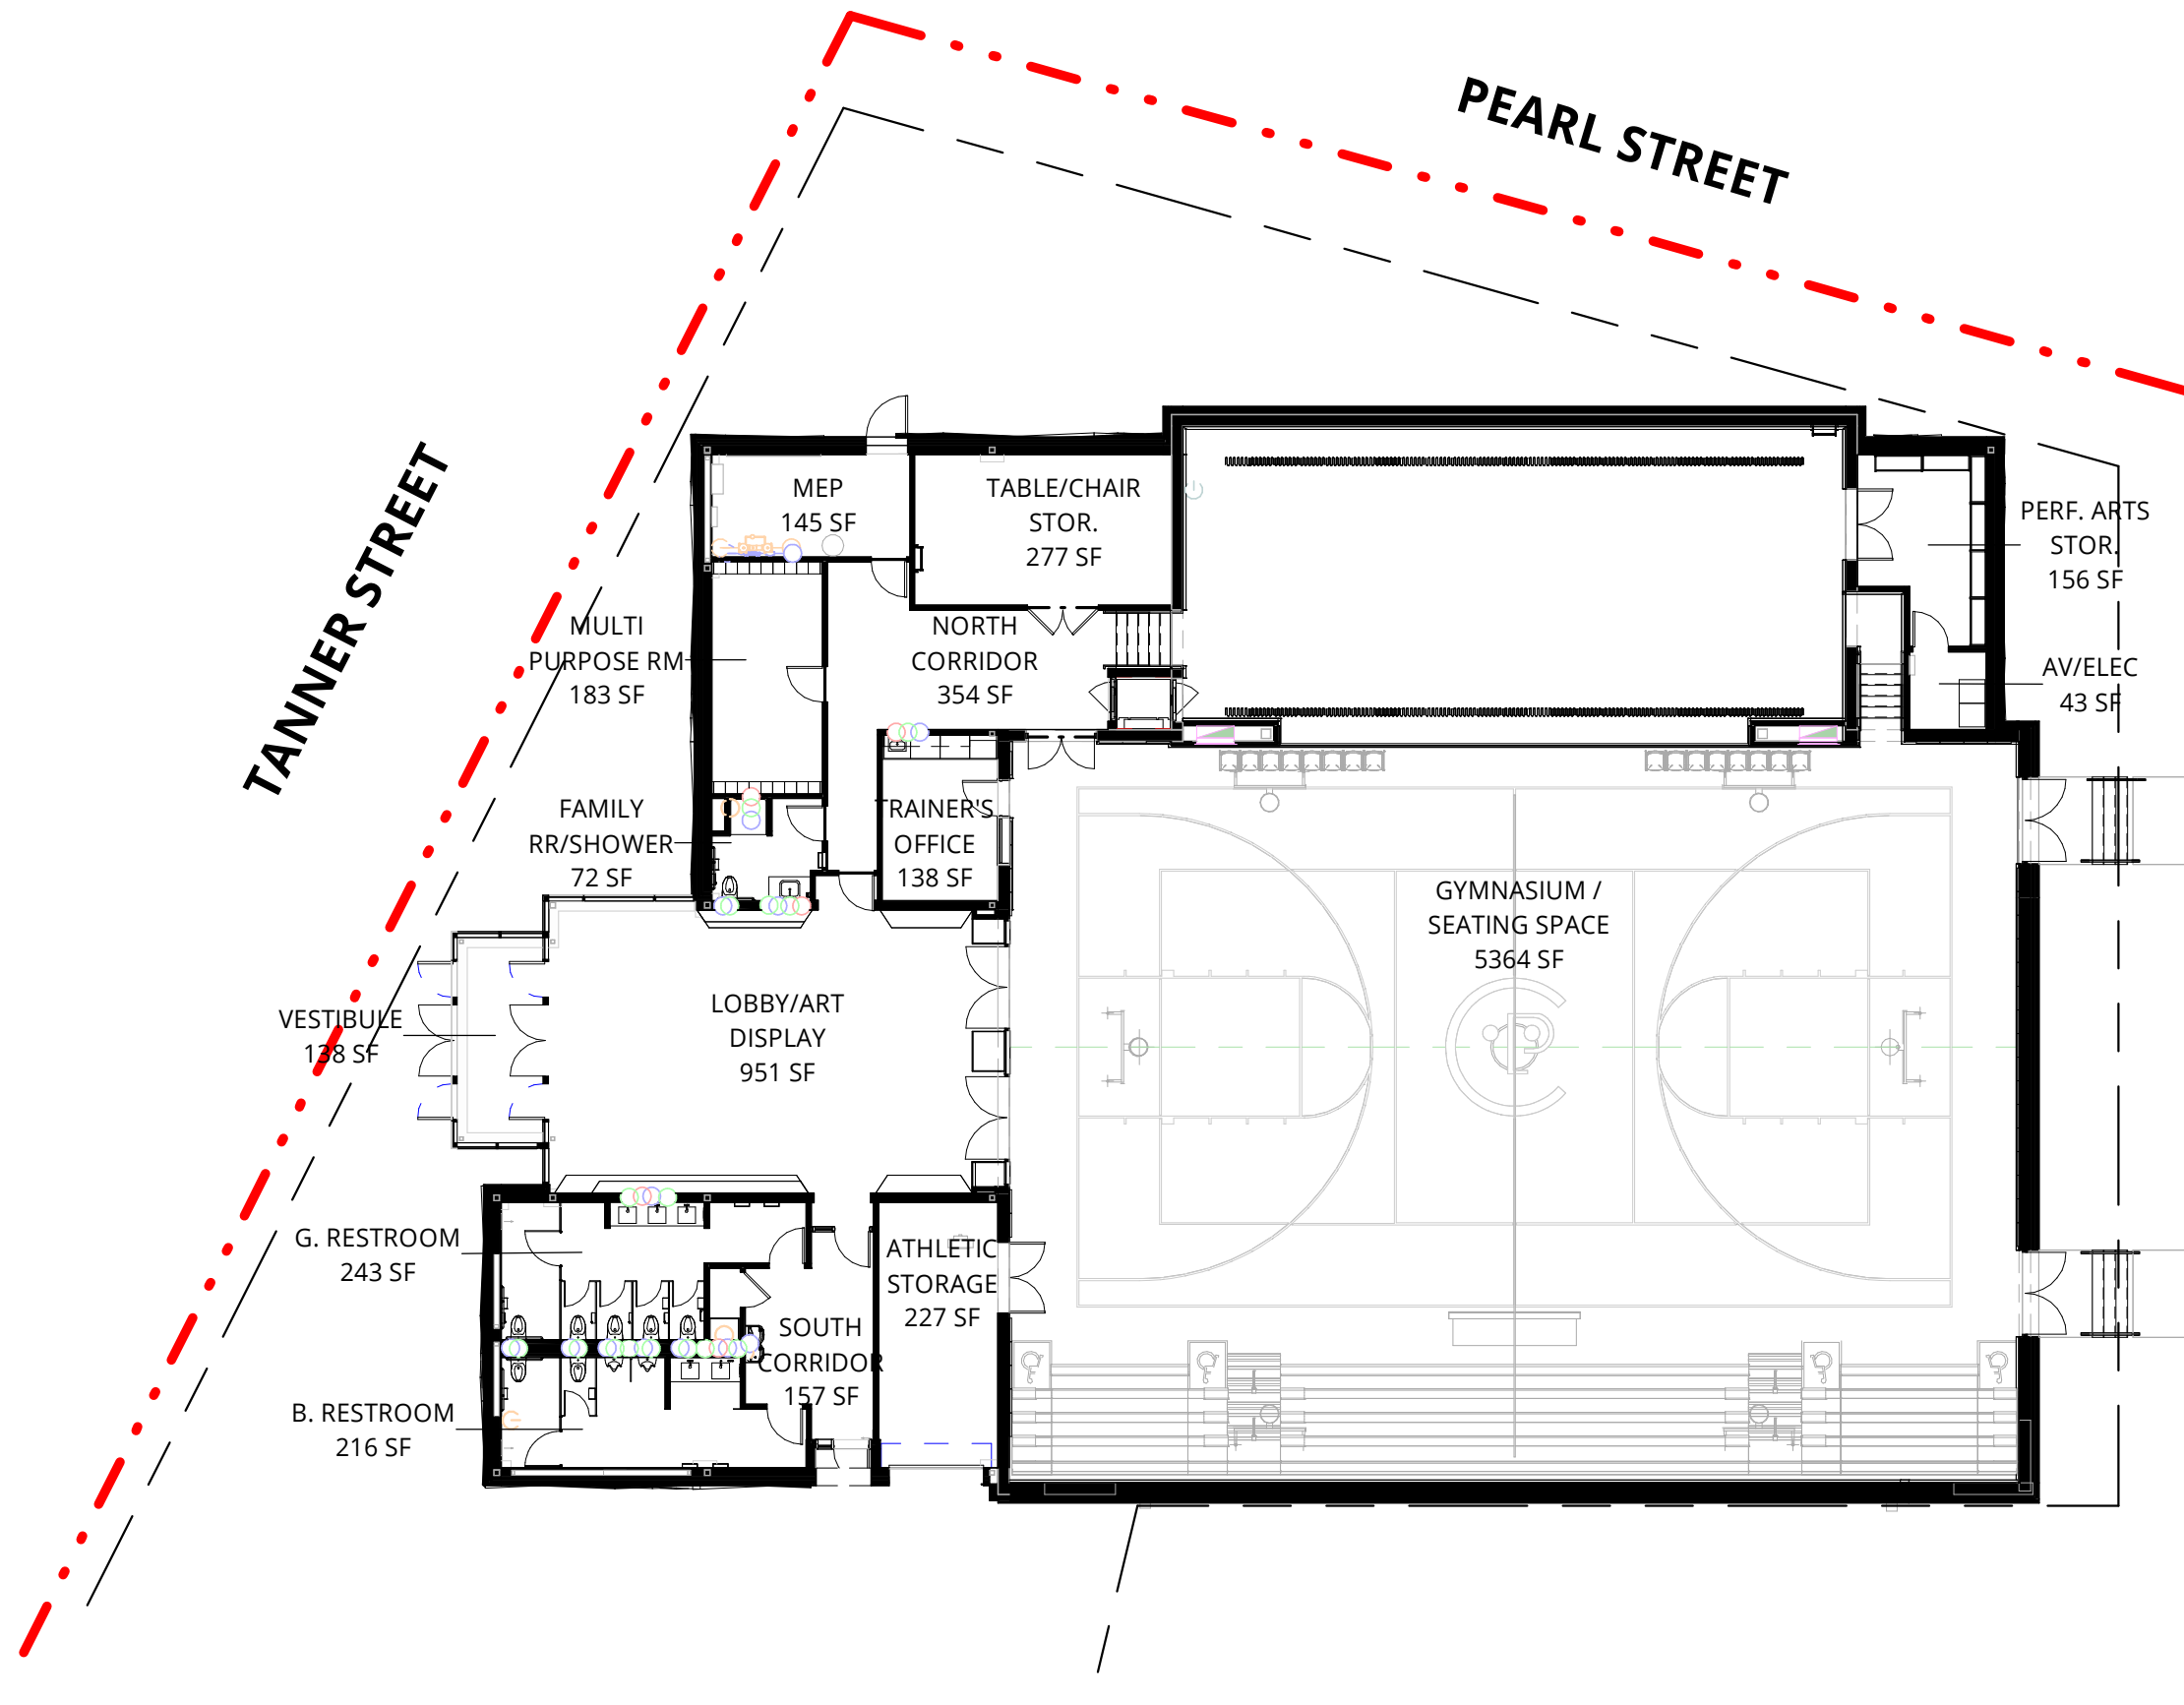 PEARL STREET
TANNER STREET
MEP
145 SF
TABLE/CHAIR
STOR.
277 SF
PERF. ARTS
STOR.
156 SF
MULTI
PURPOSE RM
183 SF
NORTH
CORRIDOR
354 SF
AV/ELEC
43 SF
FAMILY
RR/SHOWER
72 SF
TRAINER'S
OFFICE
138 SF
GYMNASIUM /
SEATING SPACE
5364 SF
VESTIBULE
138 SF
LOBBY/ART
DISPLAY
951 SF
G. RESTROOM
243 SF
ATHLETIC
STORAGE
227 SF
SOUTH
CORRIDOR
157 SF
B. RESTROOM
216 SF